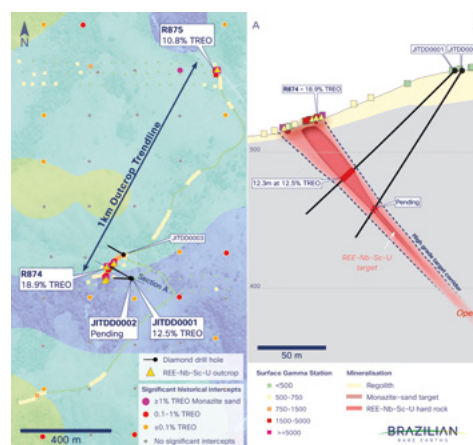 N
R875
10.8% TREO
1km Outcrop Trendline
JITDD0003
R874
18.9% TREO
Section A
JITDD0002
Pending
JITDD0001
12.5% TREO
Diamond drill hole
REE-Nb-Sc-U outcrop
Significant historical intercepts
≥1% TREO Monazite sand
0.1-1% TREO
≤0.1% TREO
No significant intercepts
400 m
A
JITDD0001
R874 - 18.9% TREO
500
12.3m at 12.5% TREO
Pending
REE-Nb-Sc-U
target
High grade target corridor
400
50 m
Surface Gamma Station
<500
500-750
750-1500
1500-5000
>=5000
Mineralisation
Regolith
Monazite-sand target
REE-Nb-Sc-U hard rock
BRAZILIAN
RARE EARTHS